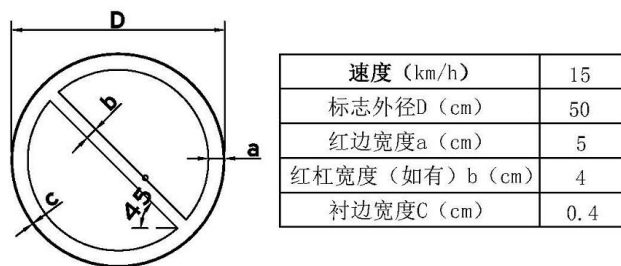 D
b
a
c
45
速度（km/h） 15
标志外径D（cm） 50
红边宽度a（cm） 5
红杠宽度（如有）b（cm） 4
衬边宽度C（cm） 0.4